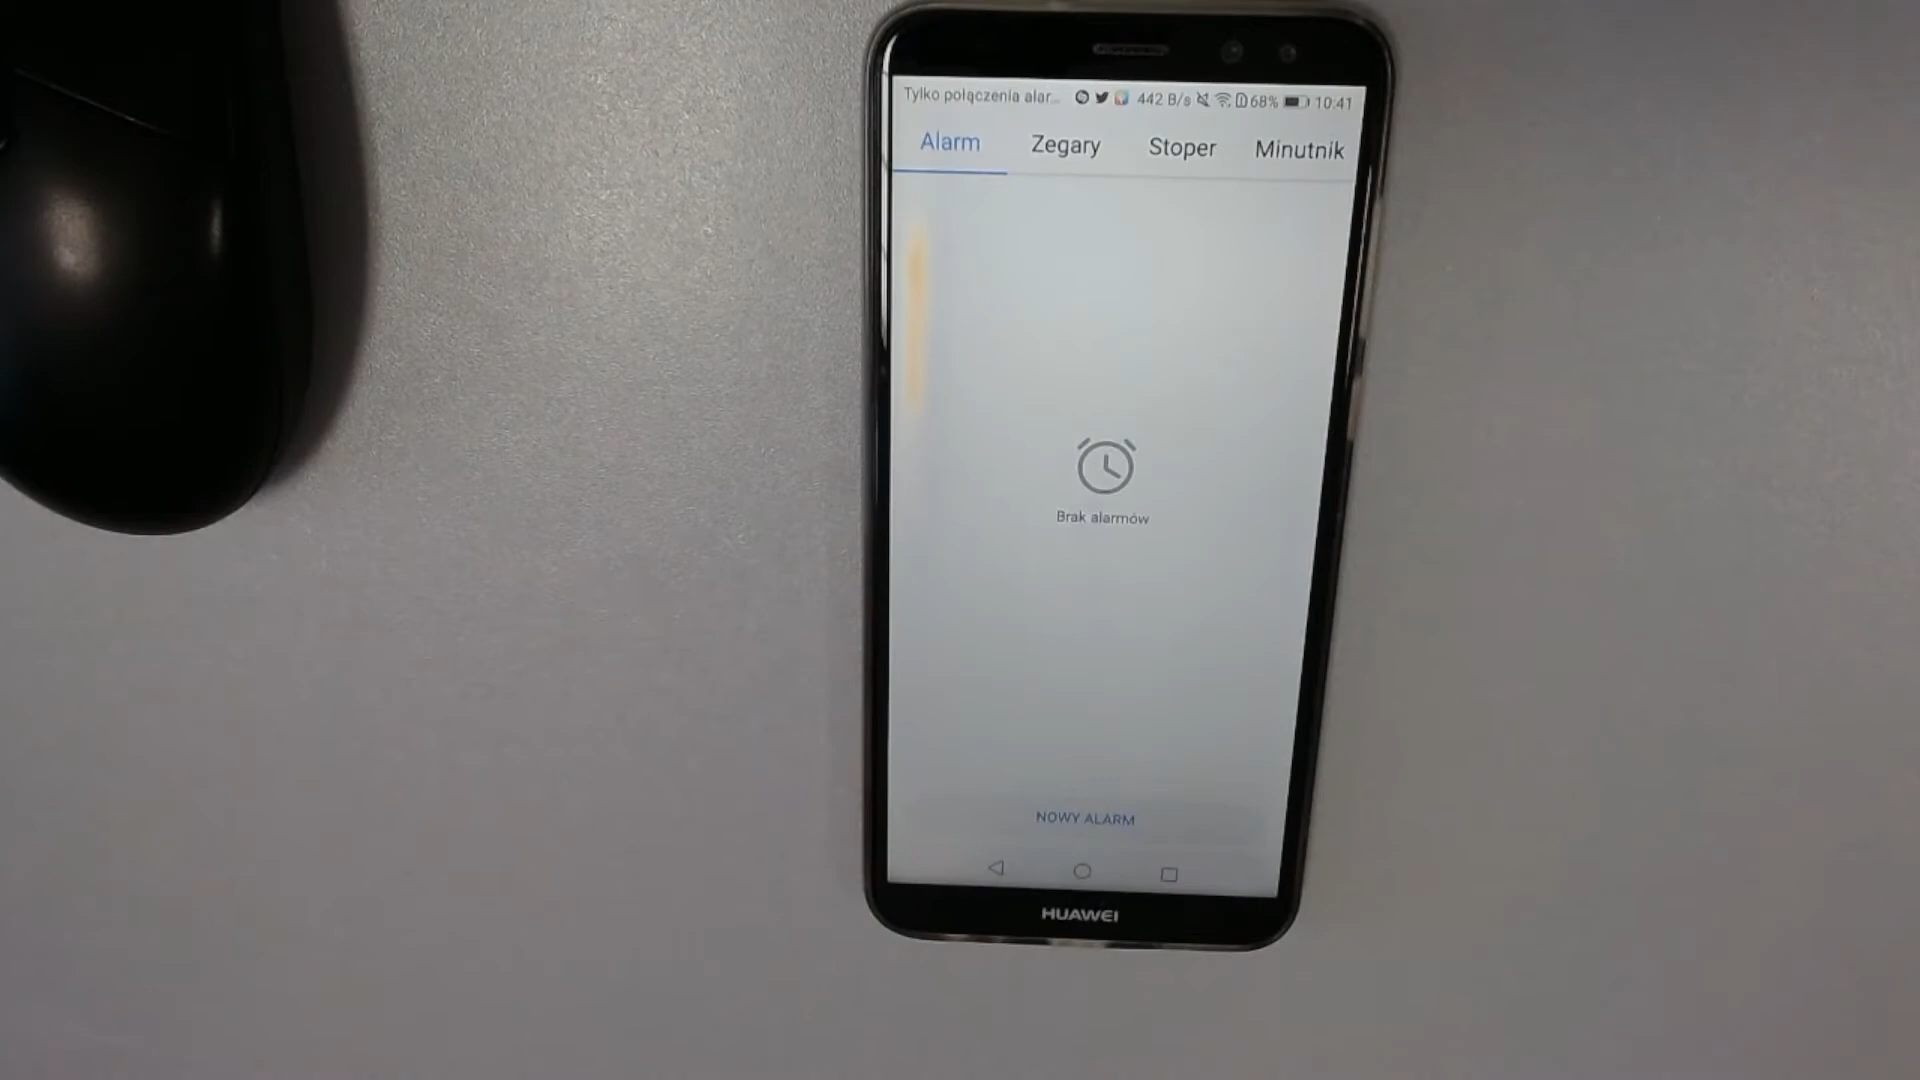 Tylko połączenia alar... 442 B/s 68% 10:41
Alarm Zegary Stoper Minutnik
Brak alarmów
NOWY ALARM
HUAWEI